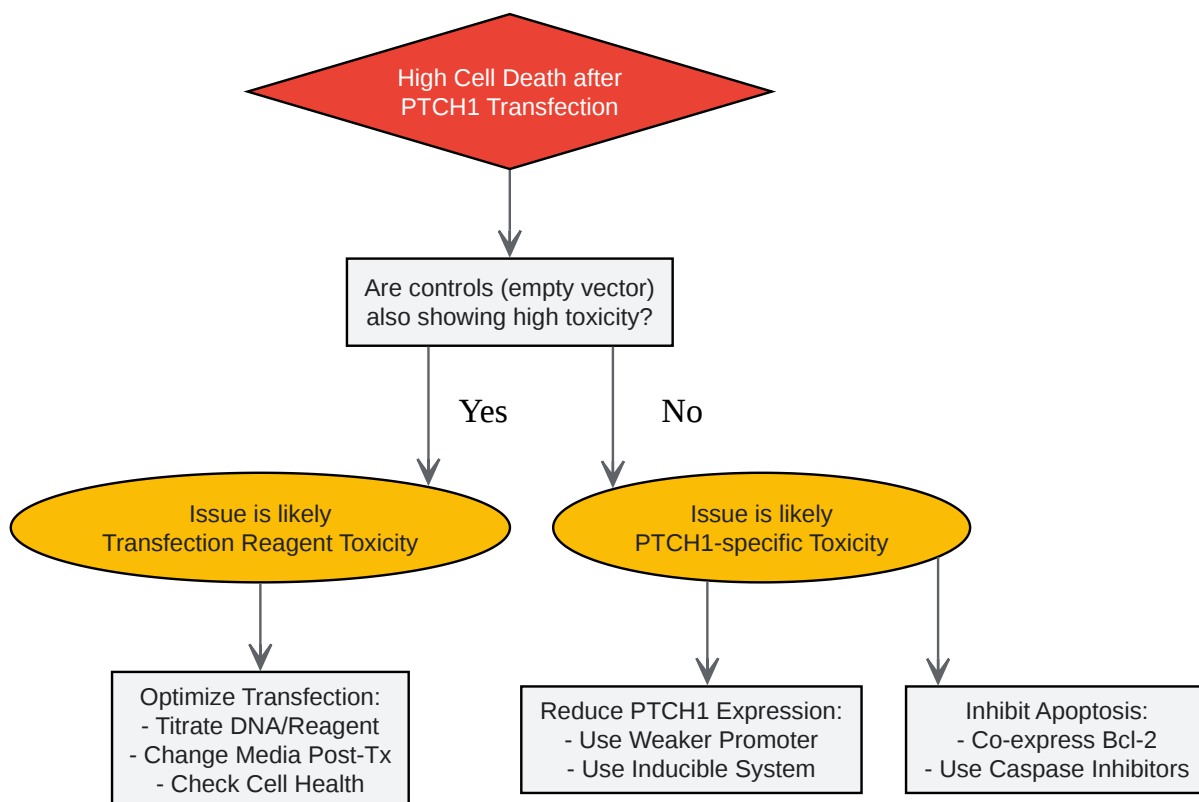 High Cell Death after
PTCH1 Transfection
Are controls (empty vector)
also showing high toxicity?
Yes
No
Issue is likely
Transfection Reagent Toxicity
Issue is likely
PTCH1-specific Toxicity
Optimize Transfection:
- Titrate DNA/Reagent
- Change Media Post-Tx
- Check Cell Health
Reduce PTCH1 Expression:
- Use Weaker Promoter
- Use Inducible System
Inhibit Apoptosis:
- Co-express Bcl-2
- Use Caspase Inhibitors